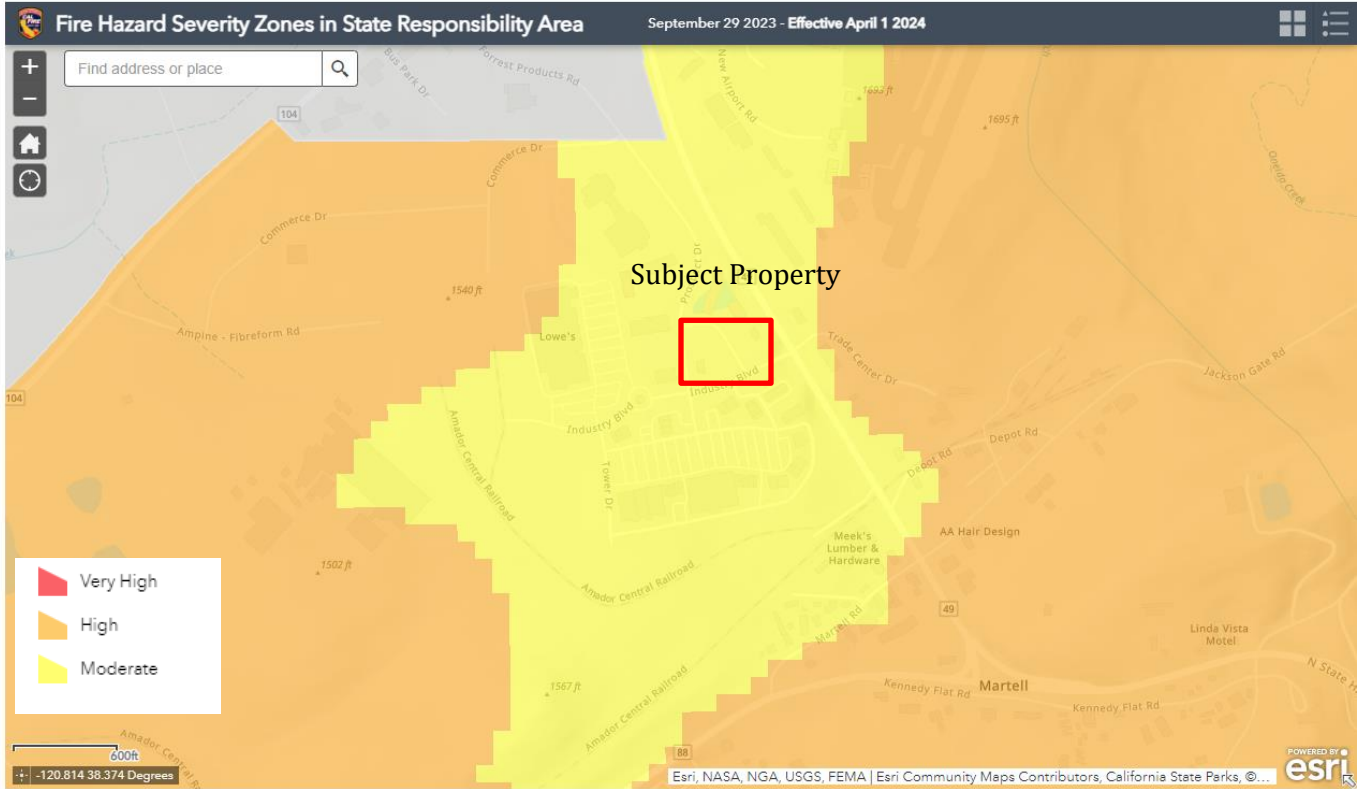 Fire Hazard Severity Zones in State Responsibility Area
September 29 2023 - Effective April 1 2024
Find address or place
Bus Park Dr
Forrest Products Rd
New Airport Rd
104
1693 ft
1695 ft
Oneida Creek
Commerce Dr
Commerce Dr
Subject Property
1540 ft
Ampine - Fibreform Rd
Lowe's
Trade Center Dr
Jackson Gate Rd
Industry Blvd
104
Industry Blvd
Amador Central Railroad
Depot Rd
Depot Rd
Tower Dr
AA Hair Design
Meek's
Lumber &
Hardware
1502 ft
Amador Central Railroad
49
Martell Rd
Linda Vista
Motel
Very High
High
Moderate
1567 ft
Amador Central Railroad
Kennedy Flat Rd
Martell
Kennedy Flat Rd
N State
Amador Central
88
600ft
-120.814 38.374 Degrees
Esri, NASA, NGA, USGS, FEMA | Esri Community Maps Contributors, California State Parks, ©...
POWERED BY
esri